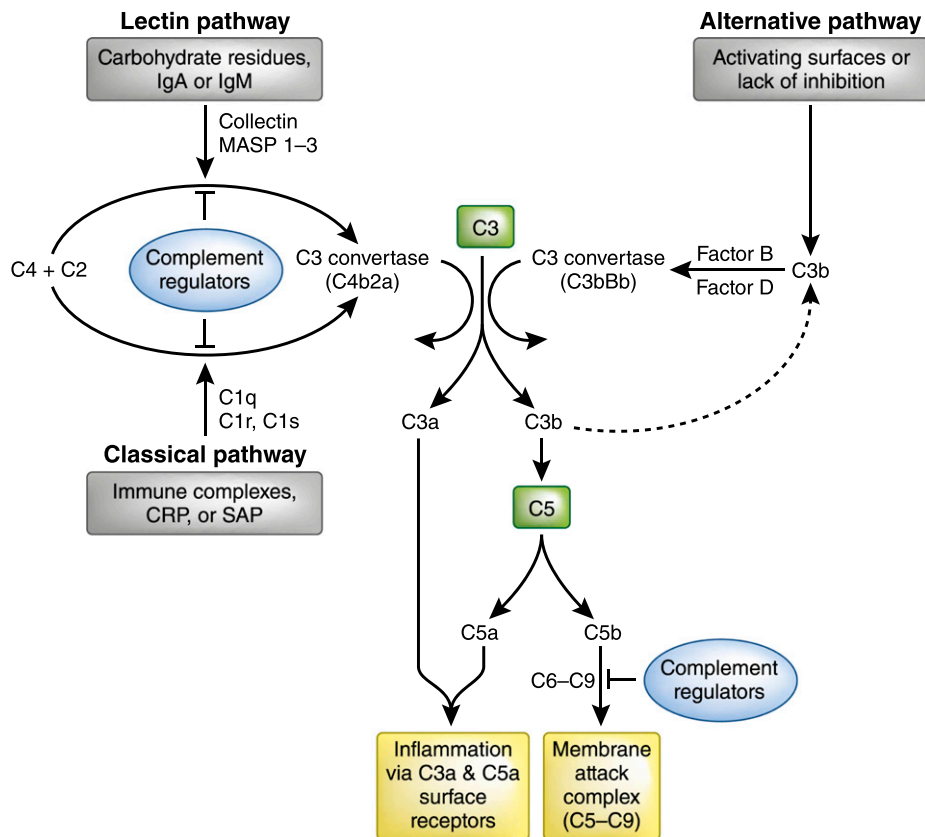 Lectin pathway
Carbohydrate residues,
IgA or IgM
Collectin
MASP 1–3
Alternative pathway
Activating surfaces or
lack of inhibition
C4 + C2
Complement
regulators
C3 convertase
(C4b2a)
C3
C3 convertase
(C3bBb)
Factor B
Factor D
C3b
C1q
C1r, C1s
Classical pathway
Immune complexes,
CRP, or SAP
C3a
C3b
C5
C5a
C5b
C6–C9
Complement
regulators
Inflammation
via C3a & C5a
surface
receptors
Membrane
attack
complex
(C5–C9)